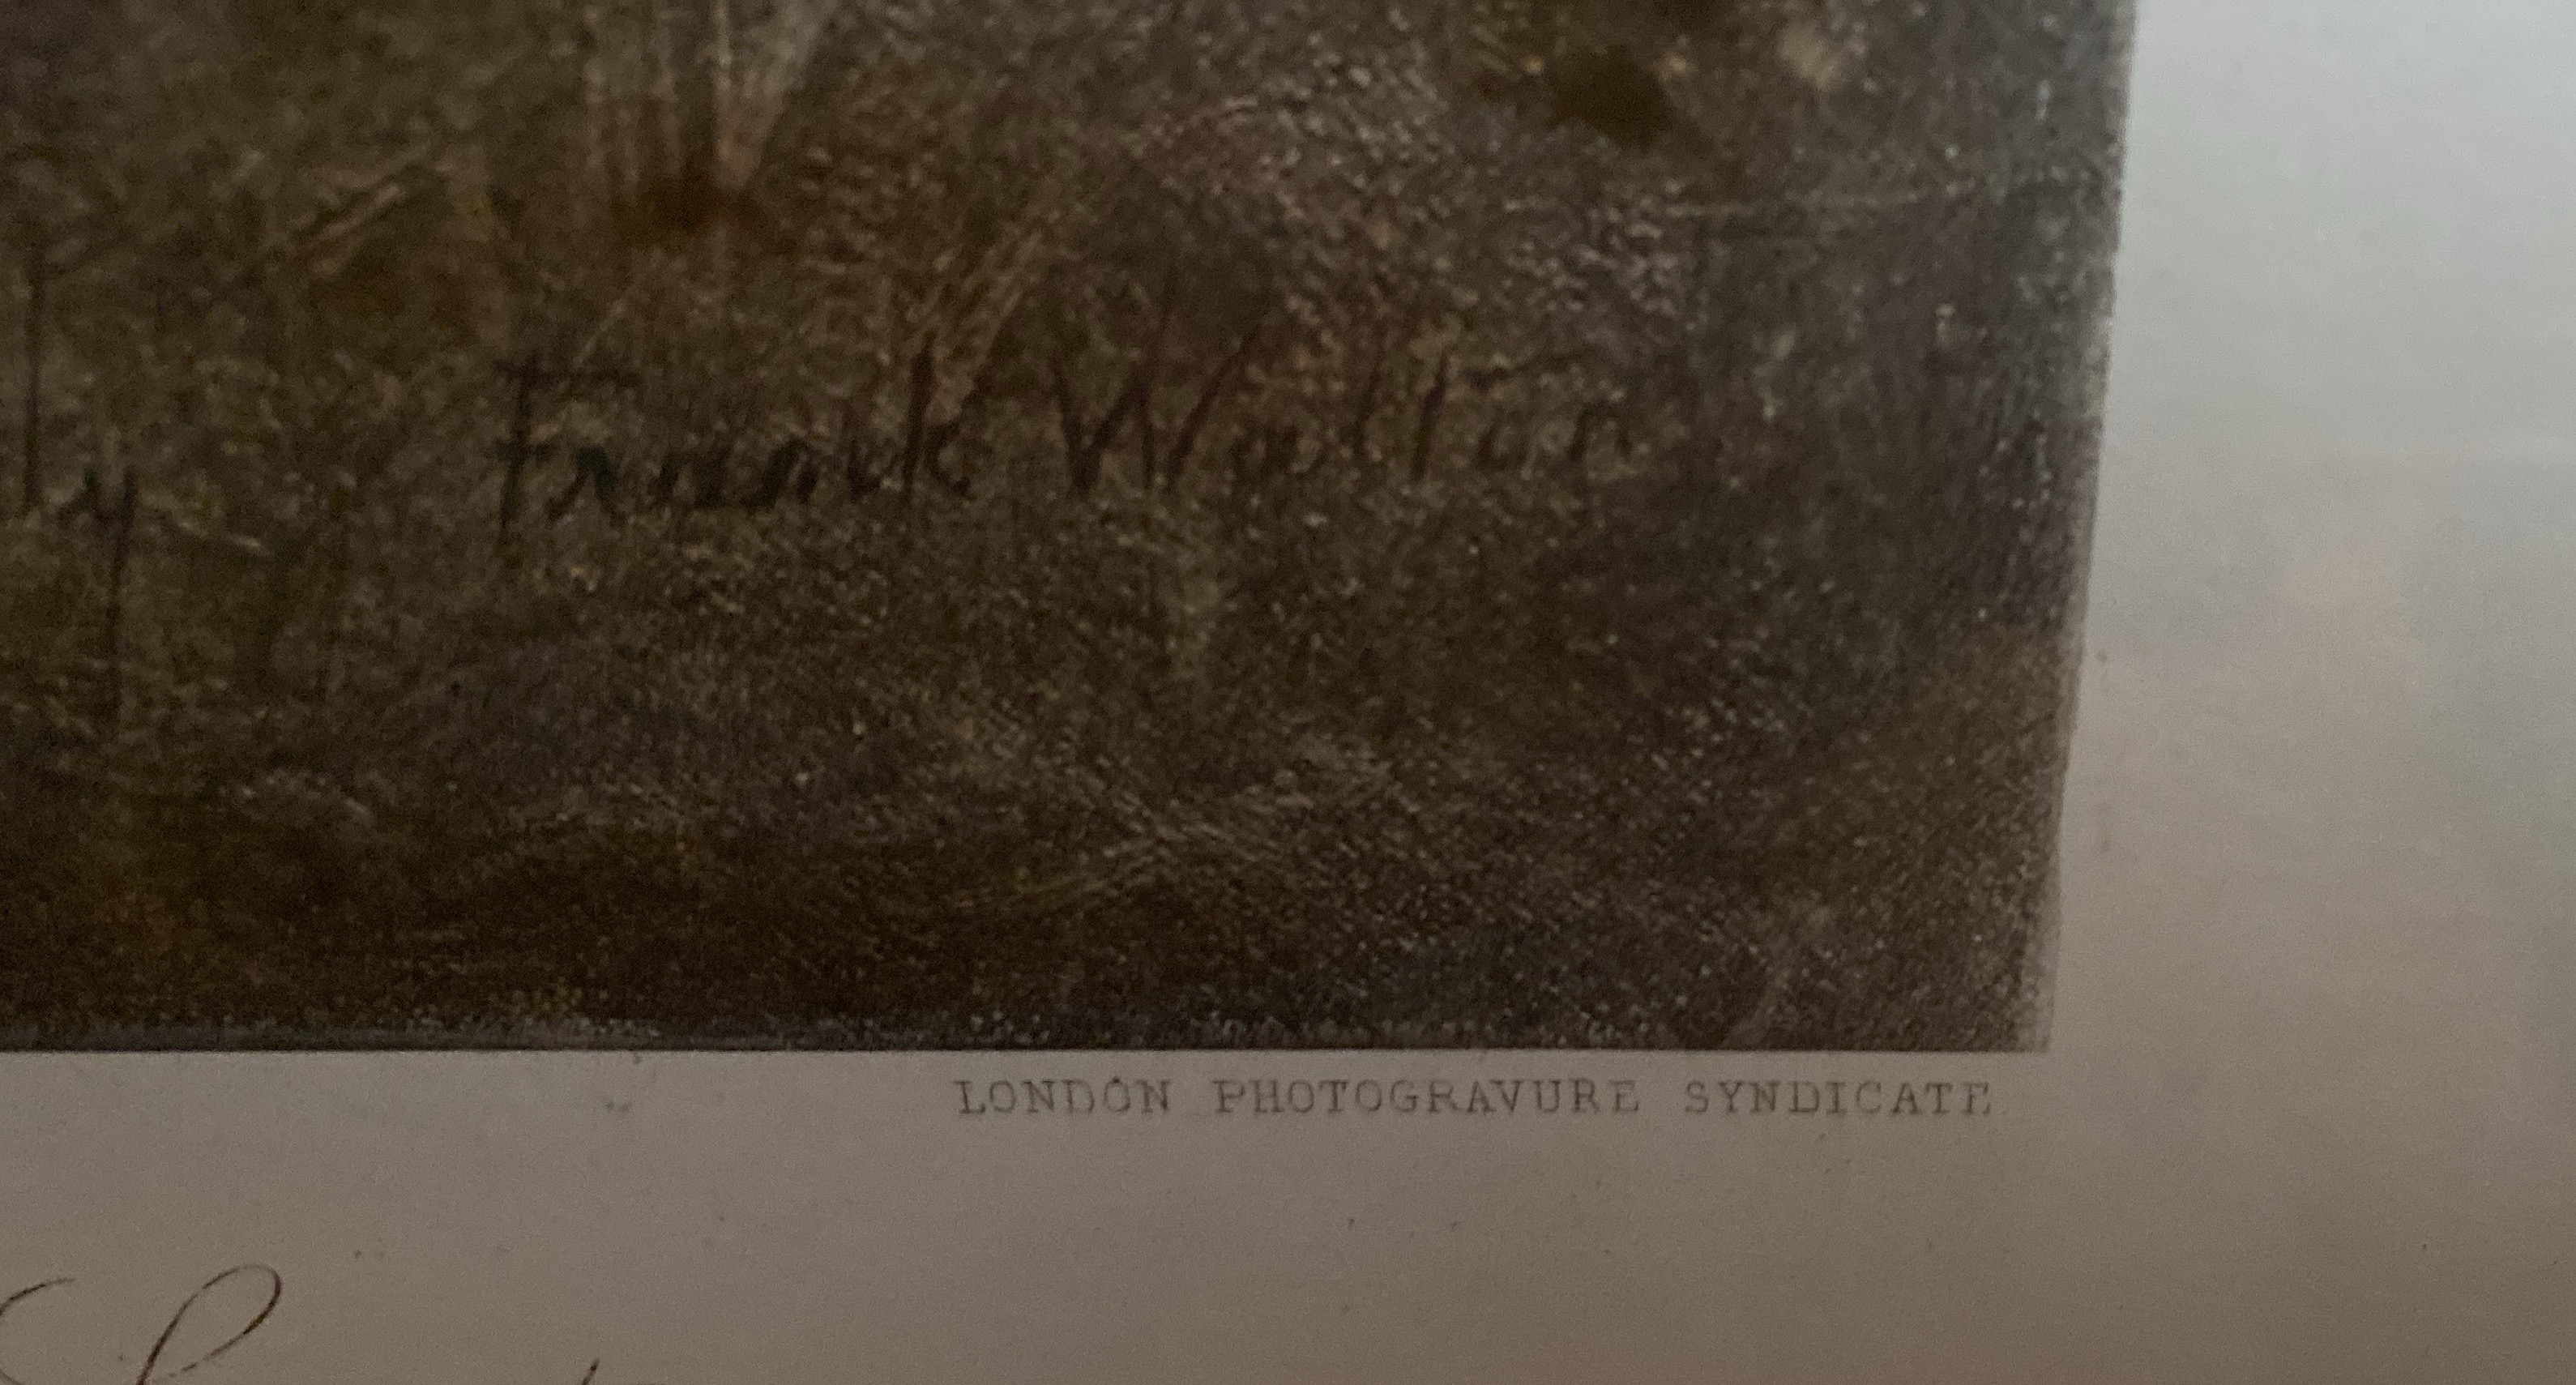 Frank Walton
LONDON PHOTOGRAVURE SYNDICATE